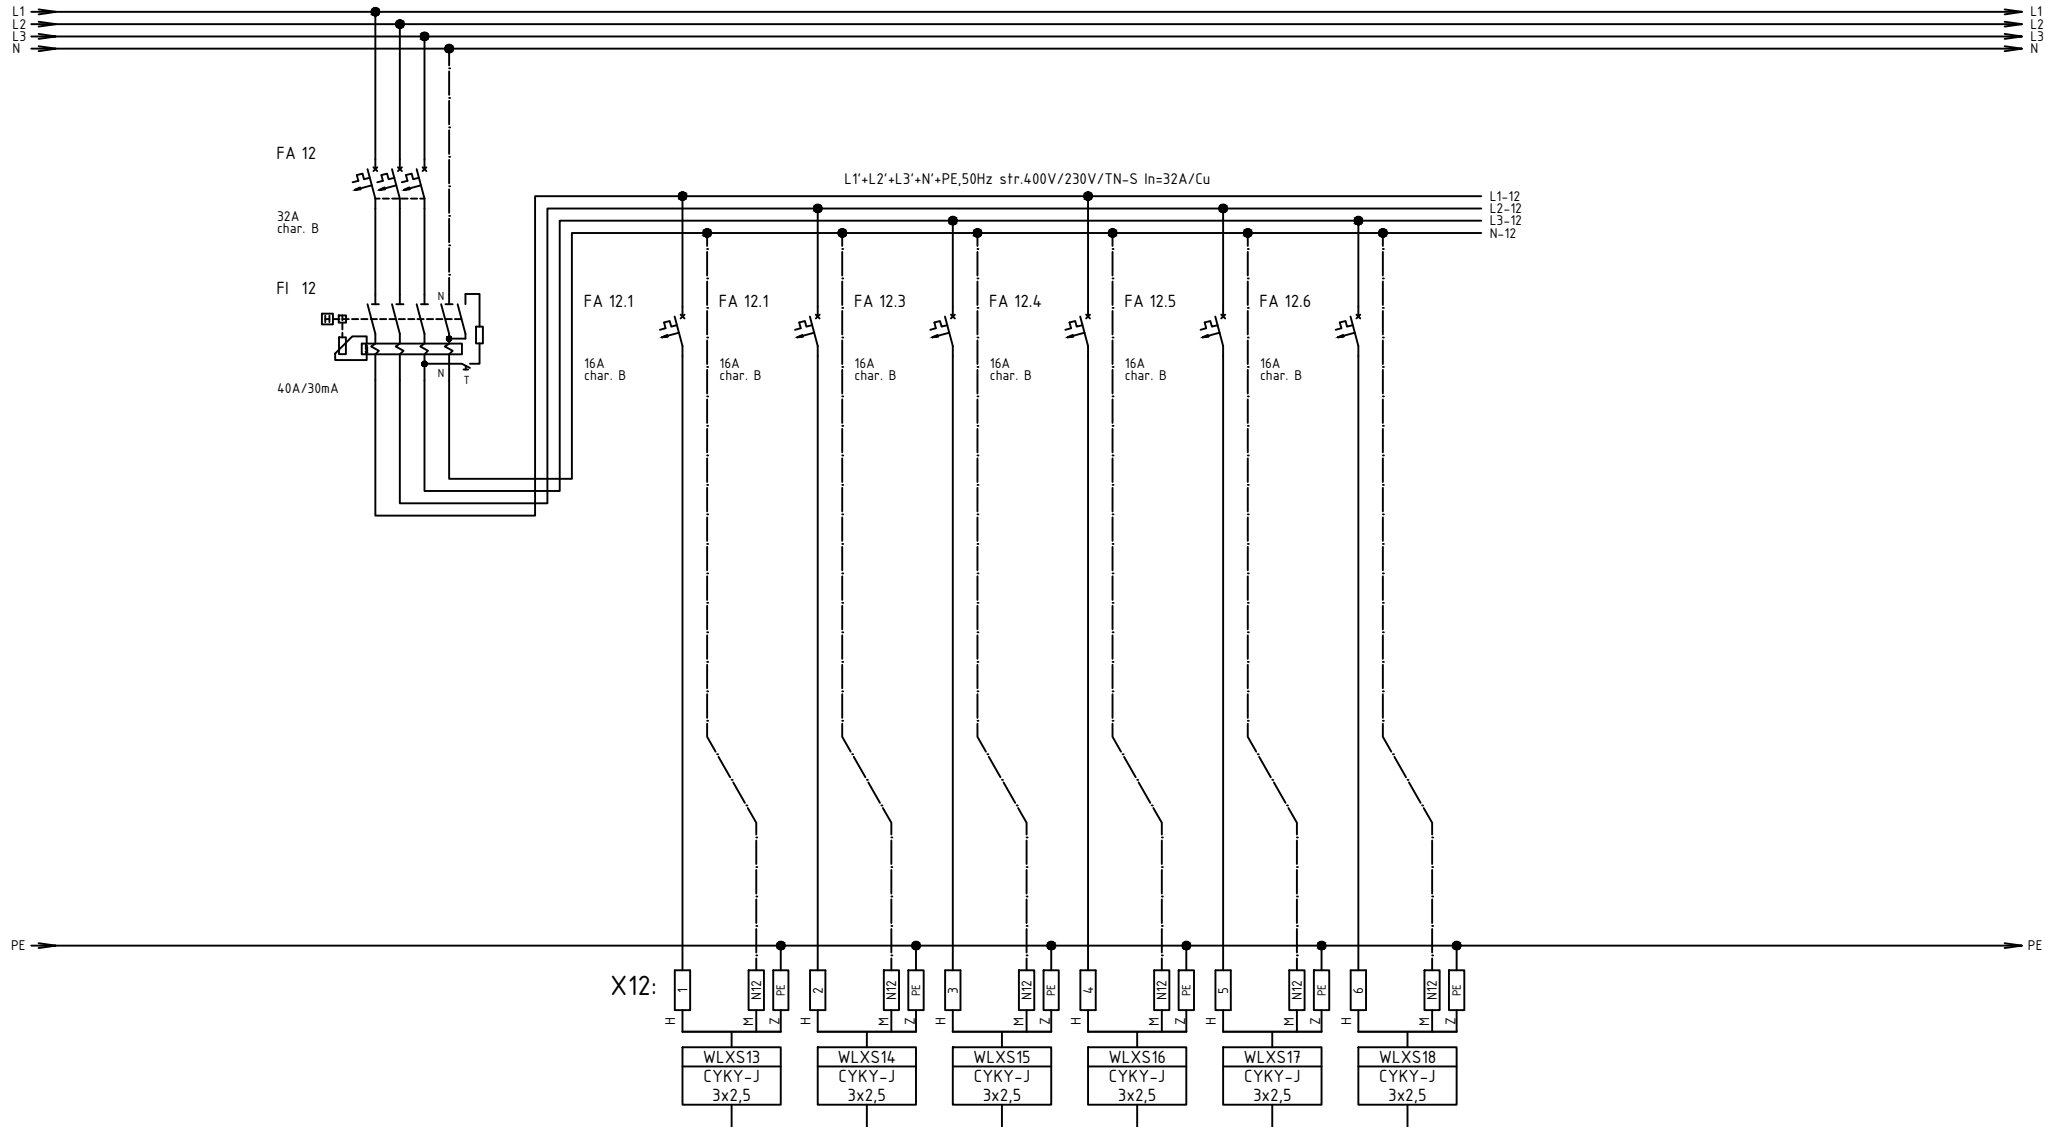 L1
L1
L2
L2
L3
L3
N
N
FA 12
32A
char. B
FI 12
N
N
T
40A/30mA
L1'+L2'+L3'+N'+PE,50Hz str.400V/230V/TN-S In=32A/Cu
L1-12
L2-12
L3-12
N-12
FA 12.1
FA 12.1
FA 12.3
FA 12.4
FA 12.5
FA 12.6
16A
char. B
16A
char. B
16A
char. B
16A
char. B
16A
char. B
16A
char. B
PE
PE
X12:
1
N12
PE
2
N12
PE
3
N12
PE
4
N12
PE
5
N12
PE
6
N12
PE
H
M
Z
H
M
Z
H
M
Z
H
M
Z
H
M
Z
H
M
Z
WLXS13
CYKY-J
3x2,5
WLXS14
CYKY-J
3x2,5
WLXS15
CYKY-J
3x2,5
WLXS16
CYKY-J
3x2,5
WLXS17
CYKY-J
3x2,5
WLXS18
CYKY-J
3x2,5